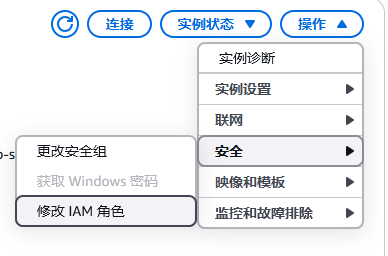 连接
实例状态
操作
实例诊断
实例设置
联网
安全
映像和模板
监控和故障排除
更改安全组
获取 Windows 密码
修改 IAM 角色